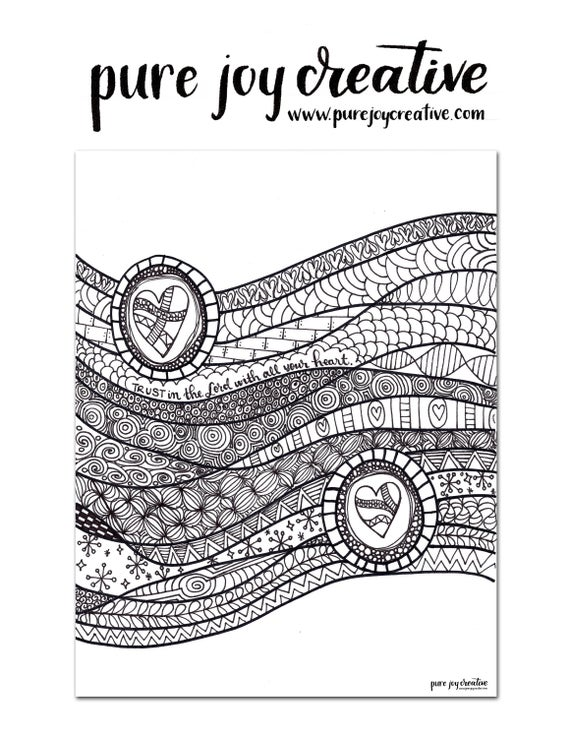 pure joy creative
www.purejoycreative.com
TRUST in the Lord with all your heart.
pure joy creative